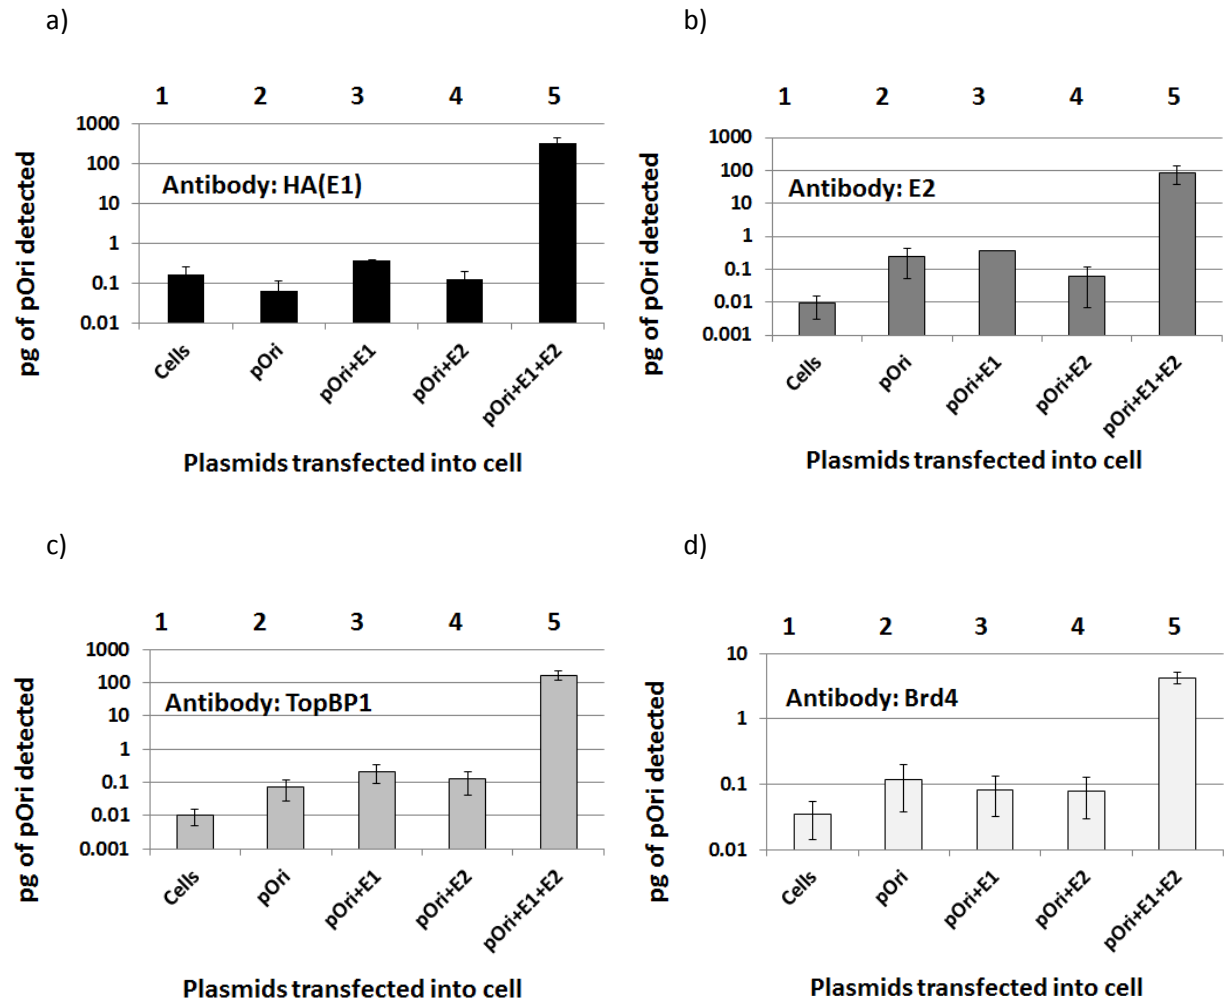 a)
1 2 3 4 5
1000
100
10
1
0.1
0.01
pg of pOri detected
Antibody: HA(E1)
Cells pOri pOri+E1 pOri+E2 pOri+E1+E2
Plasmids transfected into cell
b)
1 2 3 4 5
1000
100
10
1
0.1
0.01
0.001
pg of pOri detected
Antibody: E2
Cells pOri pOri+E1 pOri+E2 pOri+E1+E2
Plasmids transfected into cell
c)
1 2 3 4 5
1000
100
10
1
0.1
0.01
0.001
pg of pOri detected
Antibody: TopBP1
Cells pOri pOri+E1 pOri+E2 pOri+E1+E2
Plasmids transfected into cell
d)
1 2 3 4 5
10
1
0.1
0.01
pg of pOri detected
Antibody: Brd4
Cells pOri pOri+E1 pOri+E2 pOri+E1+E2
Plasmids transfected into cell